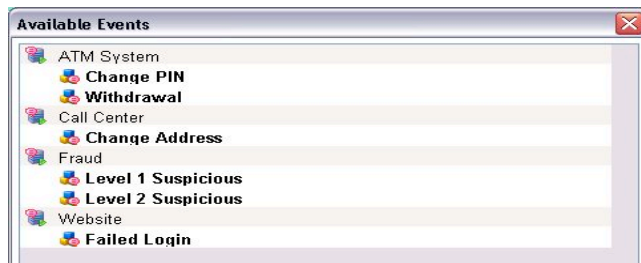 Available Events
ATM System
Change PIN
Withdrawal
Call Center
Change Address
Fraud
Level 1 Suspicious
Level 2 Suspicious
Website
Failed Login